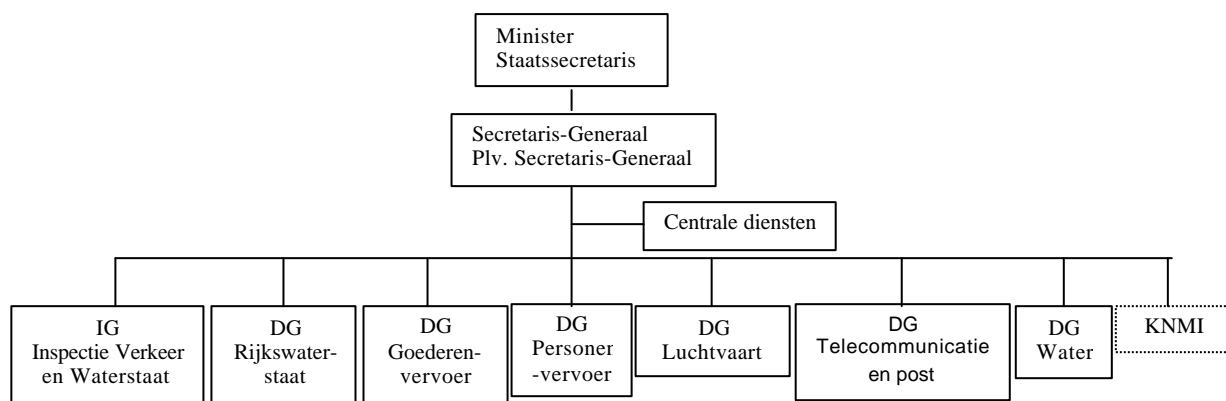 Minister
Staatssecretaris
Secretaris-Generaal
Plv. Secretaris-Generaal
Centrale diensten
IG
Inspectie Verkeer
en Waterstaat
DG
Rijkswater-
staat
DG
Goederen-
vervoer
DG
Personen
-vervoer
DG
Luchtvaart
DG
Telecommunicatie
en post
DG
Water
KNMI